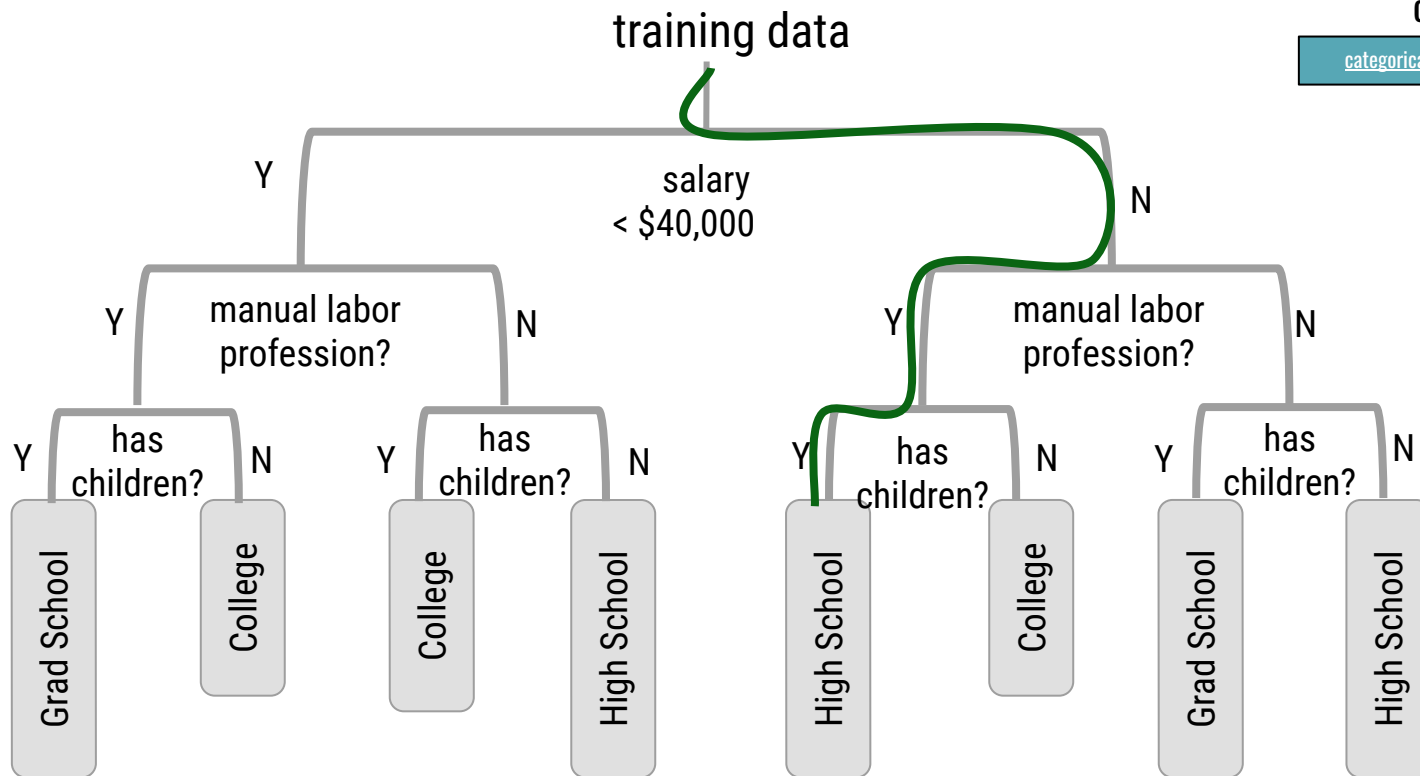 training data
Y
salary
< $40,000
N
Y
manual labor
profession?
N
Y
manual labor
profession?
N
Y
has
children?
N
Y
has
children?
N
Y
has
children?
N
Y
has
children?
N
Grad School
College
College
High School
High School
College
Grad School
High School